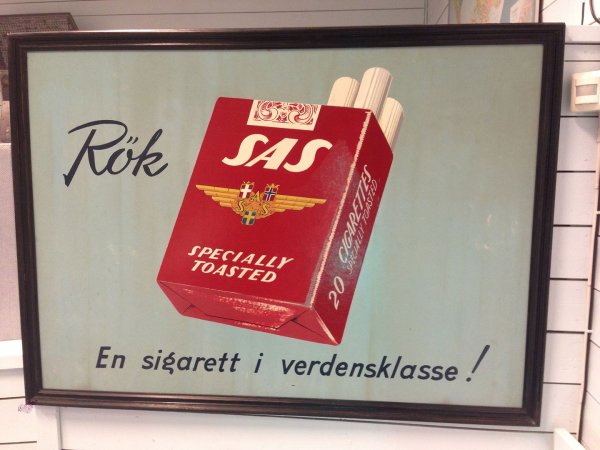 Rök
SAS
SPECIALLY
TOASTED
20 CIGARETTES
SPECIALLY TOASTED
En sigarett i verdensklasse!